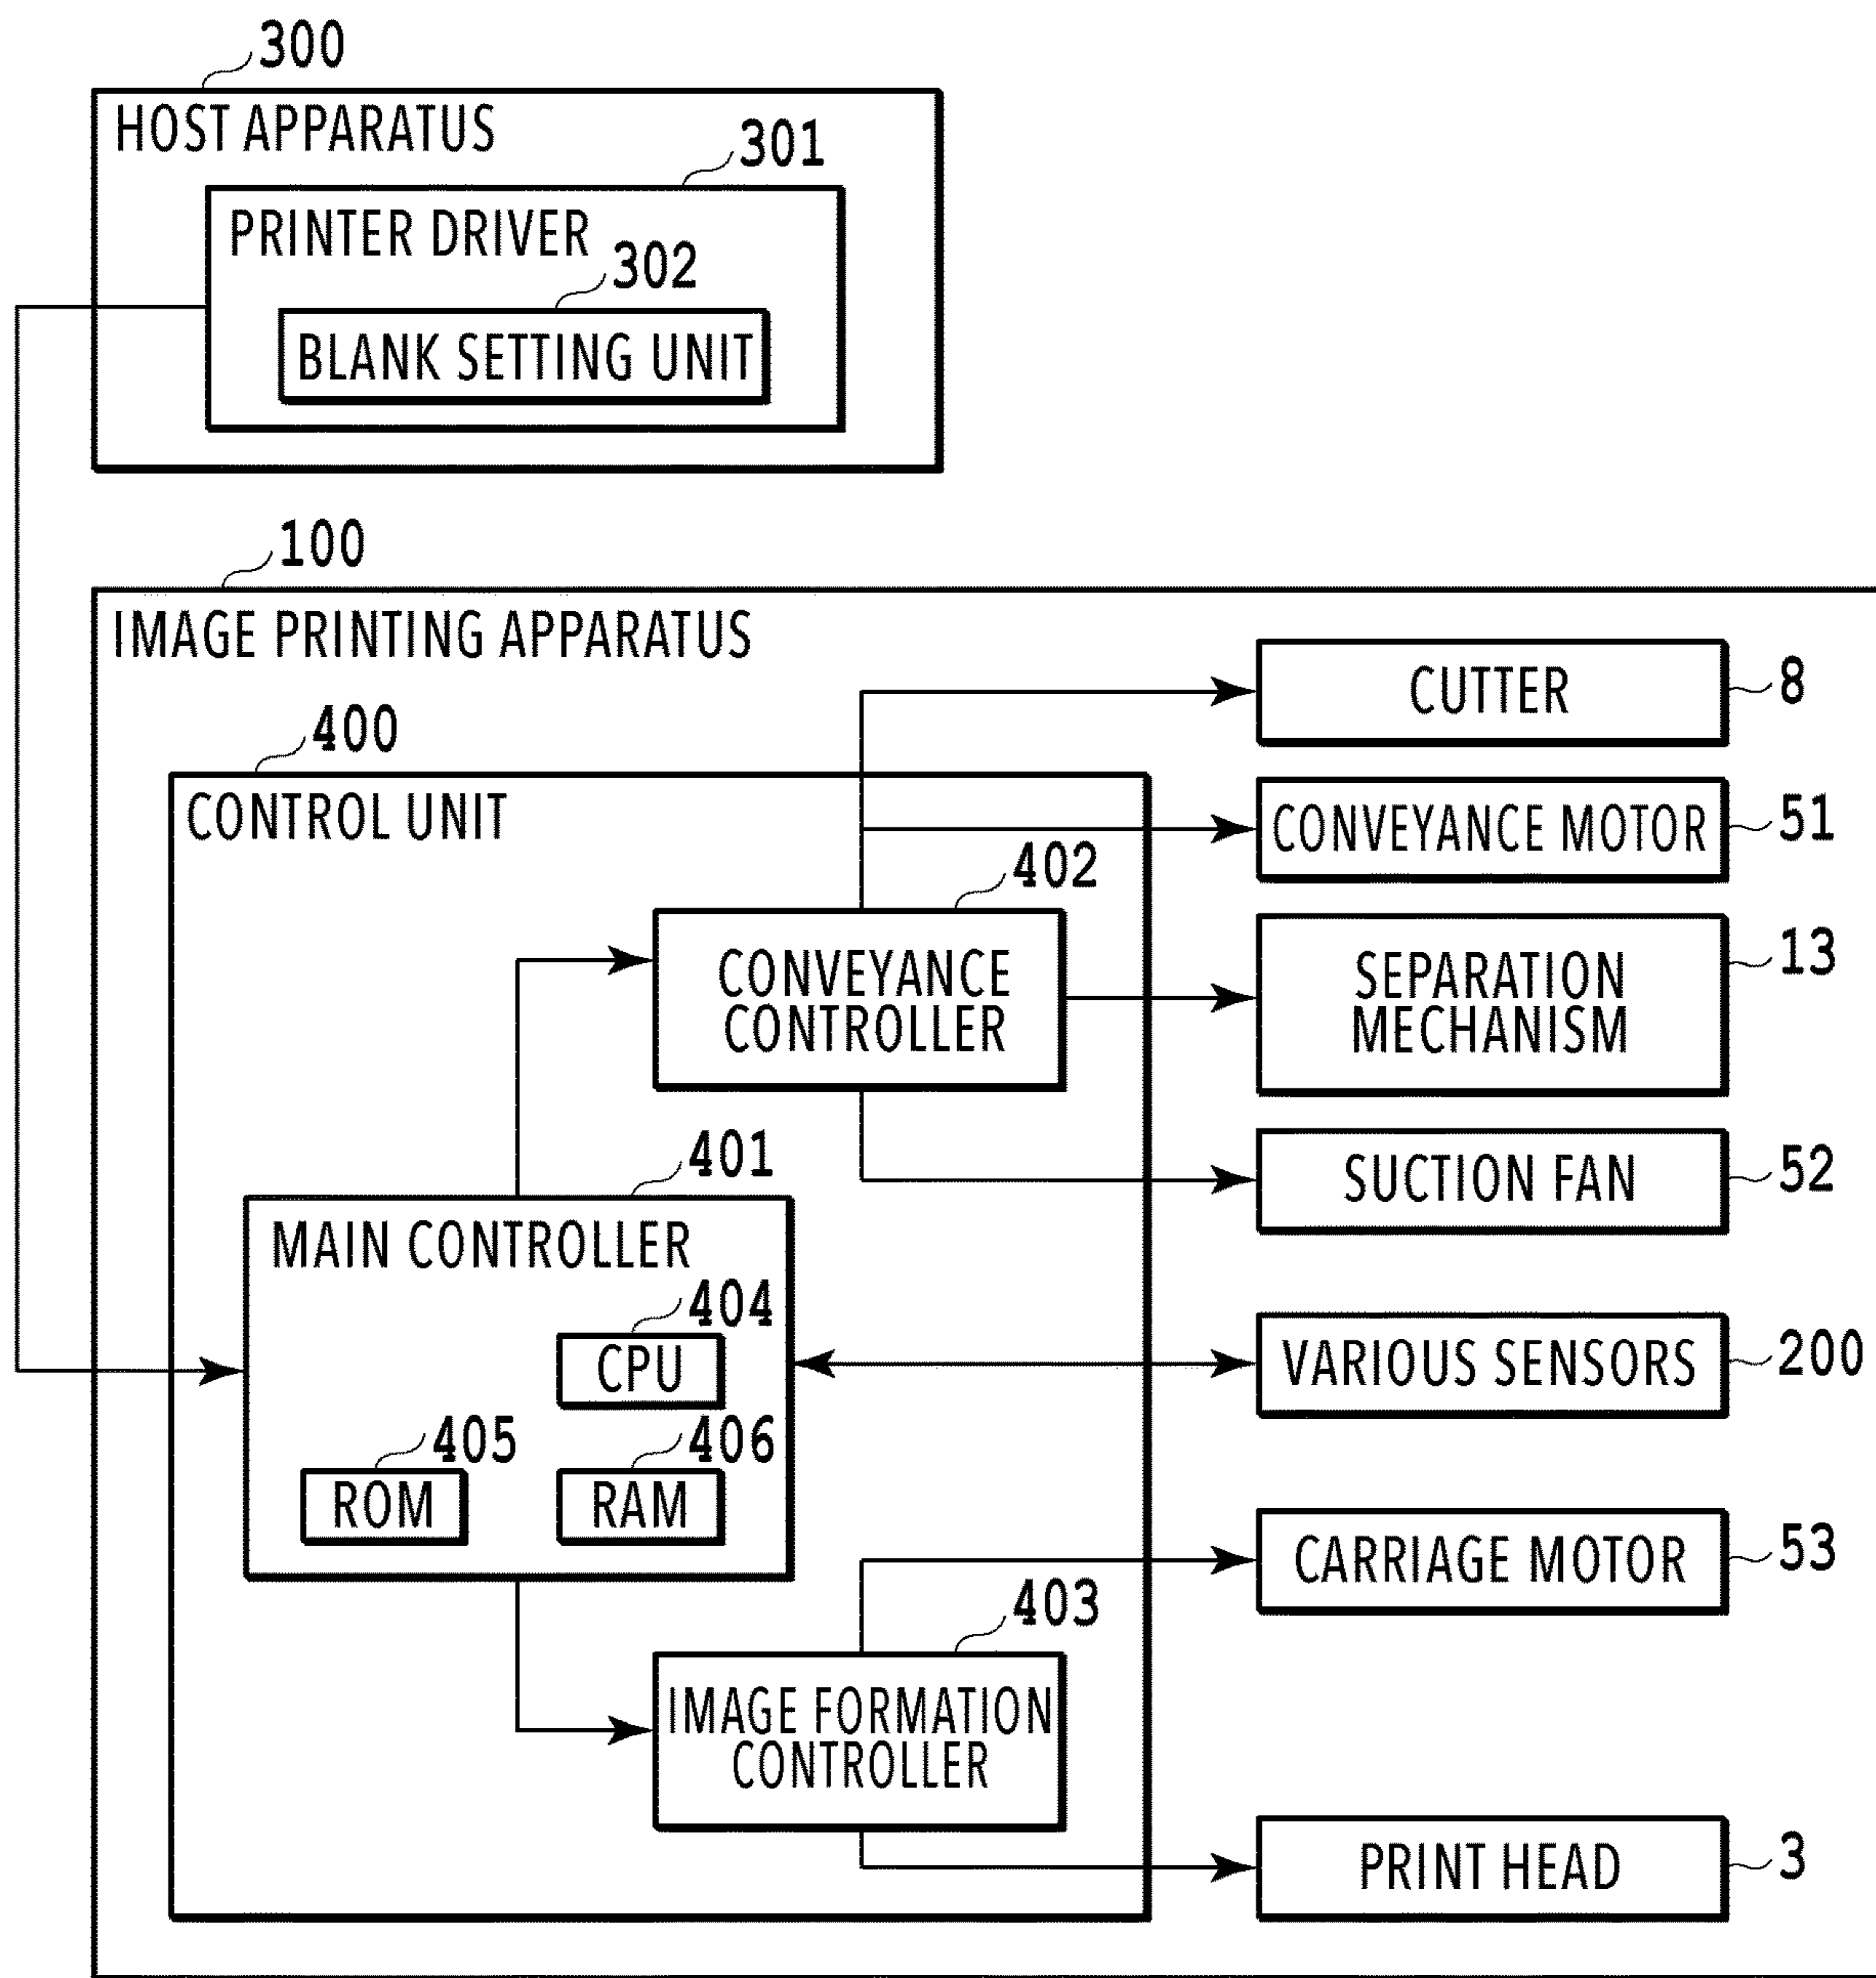 300
HOST APPARATUS
301
PRINTER DRIVER
302
BLANK SETTING UNIT
100
IMAGE PRINTING APPARATUS
CUTTER
8
400
CONTROL UNIT
CONVEYANCE MOTOR
51
402
CONVEYANCE
CONTROLLER
SEPARATION
MECHANISM
13
401
SUCTION FAN
52
MAIN CONTROLLER
404
CPU
VARIOUS SENSORS
200
405
ROM
406
RAM
CARRIAGE MOTOR
53
403
IMAGE FORMATION
CONTROLLER
PRINT HEAD
3